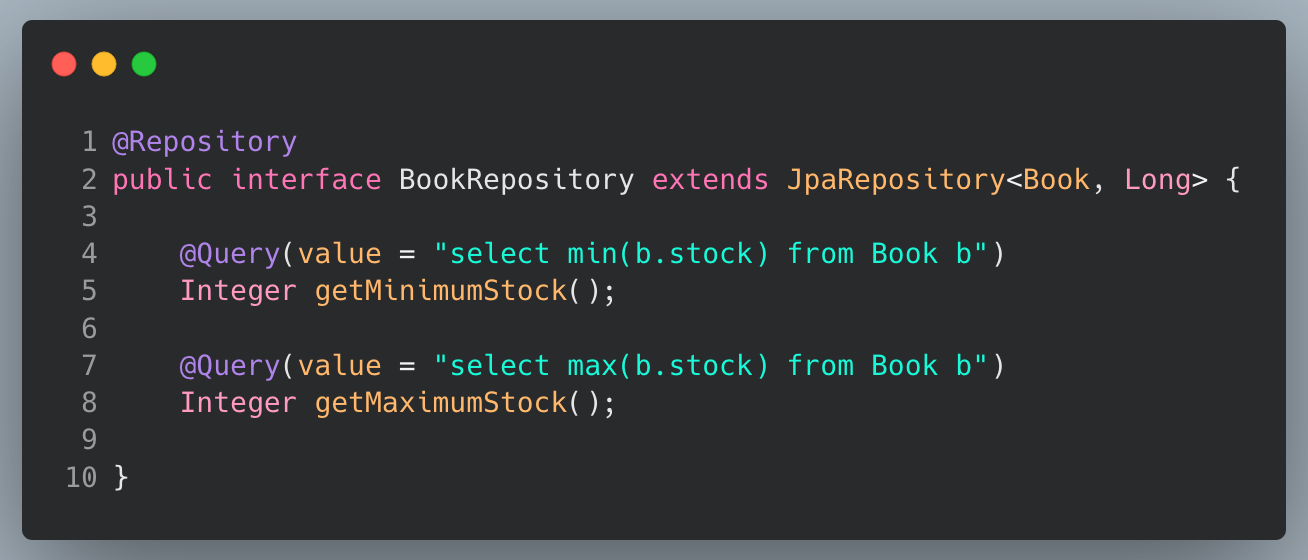 1 @Repository
2 public interface BookRepository extends JpaRepository<Book, Long> {
3
4     @Query(value = "select min(b.stock) from Book b")
5     Integer getMinimumStock();
6
7     @Query(value = "select max(b.stock) from Book b")
8     Integer getMaximumStock();
9
10 }